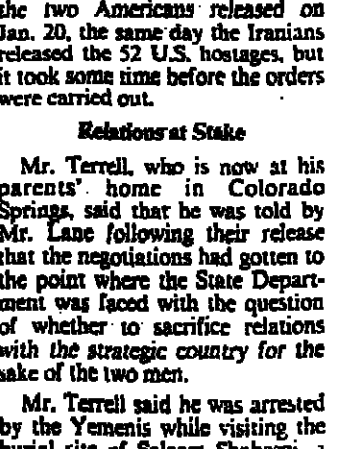 the two Americans released on
Jan. 20, the same day the Iranians
released the 52 U.S. hostages, but
it took some time before the orders
were carried out.
Relations at Stake
Mr. Terrell, who is now at his
parents' home in Colorado
Springs, said that he was told by
Mr. Lane following their release
that the negotiations had gotten to
the point where the State Depart-
ment was faced with the question
of whether to sacrifice relations
with the strategic country for the
sake of the two men.
Mr. Terrell said he was arrested
by the Yemenis while visiting the
burial site of